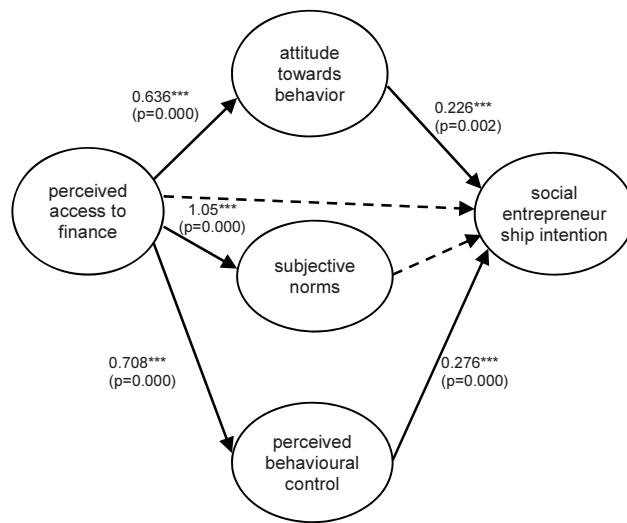 attitude
towards
behavior
0.636***
(p=0.000)
0.226***
(p=0.002)
perceived
access to
finance
1.05***
(p=0.000)
social
entrepreneur
ship intention
subjective
norms
0.708***
(p=0.000)
0.276***
(p=0.000)
perceived
behavioural
control